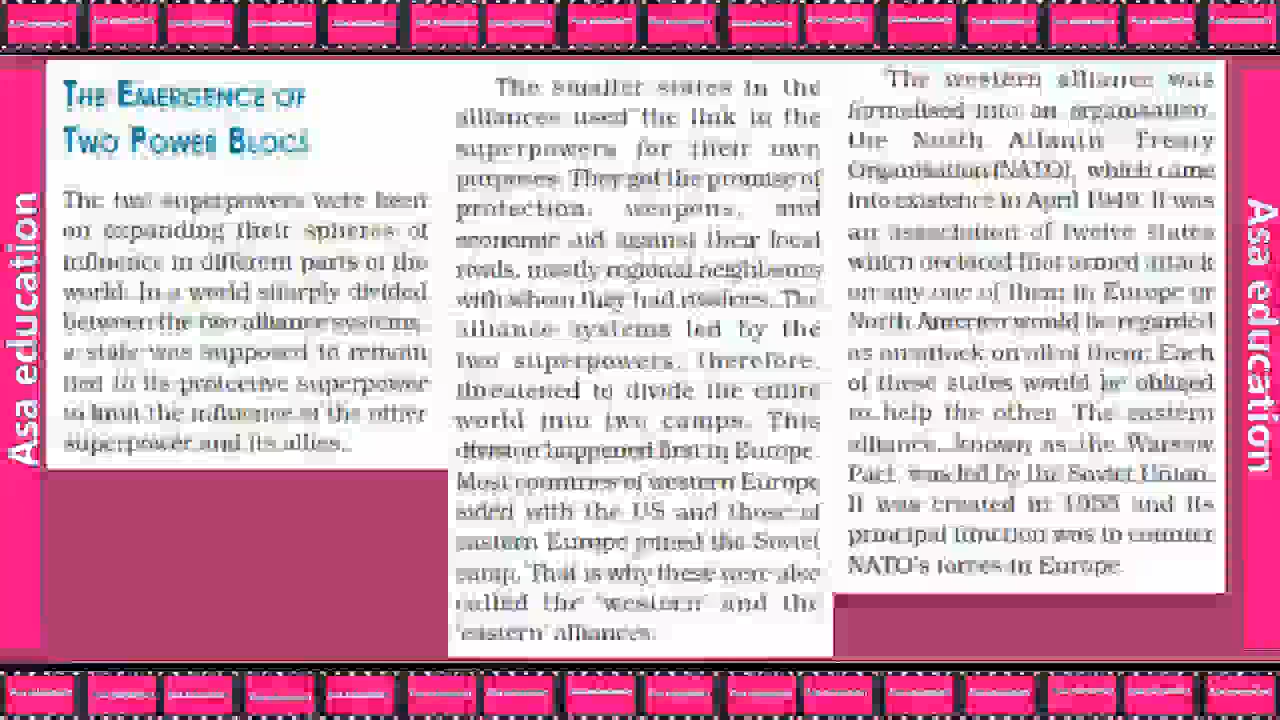 THE EMERGENCE OF
TWO POWER BLOCS
The two superpowers were keen
on expanding their spheres of
influence in different parts of the
world. In a world sharply divided
between the two alliance systems,
a state was supposed to remain
tied to its protective superpower
to limit the influence of the other
superpower and its allies.
The smaller states in the
alliances used the link to the
superpowers for their own
purposes. They got the promise of
protection, weapons, and
economic aid against their local
rivals, mostly regional neighbours
with whom they had rivalries. The
alliance systems led by the
two superpowers, therefore,
threatened to divide the entire
world into two camps. This
division happened first in Europe.
Most countries of western Europe
sided with the US and those of
eastern Europe joined the Soviet
camp. That is why these were also
called the 'western' and the
'eastern' alliances.
The western alliance was
formalised into an organisation,
the North Atlantic Treaty
Organisation (NATO), which came
into existence in April 1949. It was
an association of twelve states
which declared that armed attack
on any one of them in Europe or
North America would be regarded
as an attack on all of them. Each
of these states would be obliged
to help the other. The eastern
alliance, known as the Warsaw
Pact, was led by the Soviet Union.
It was created in 1955 and its
principal function was to counter
NATO's forces in Europe.
Asa education
Asa education